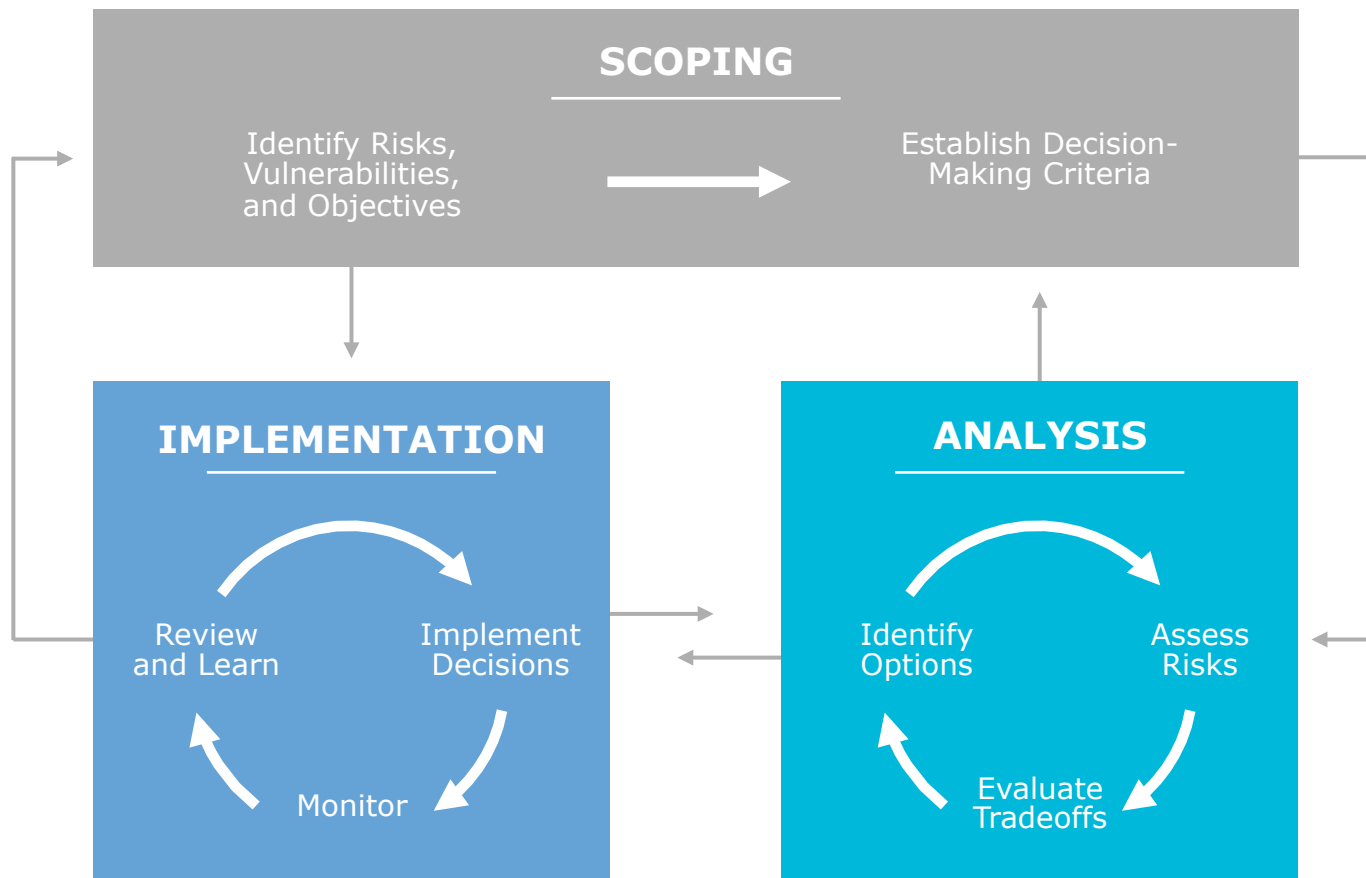 SCOPING
Identify Risks,
Vulnerabilities,
and Objectives
Establish Decision-
Making Criteria
IMPLEMENTATION
Review
and Learn
Implement
Decisions
Monitor
ANALYSIS
Identify
Options
Assess
Risks
Evaluate
Tradeoffs